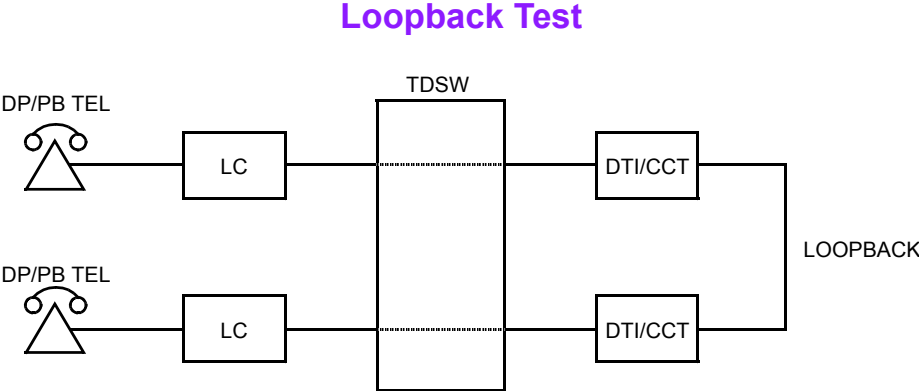 Loopback Test
TDSW
DP/PB TEL
LC
DTI/CCT
LOOPBACK
DP/PB TEL
LC
DTI/CCT